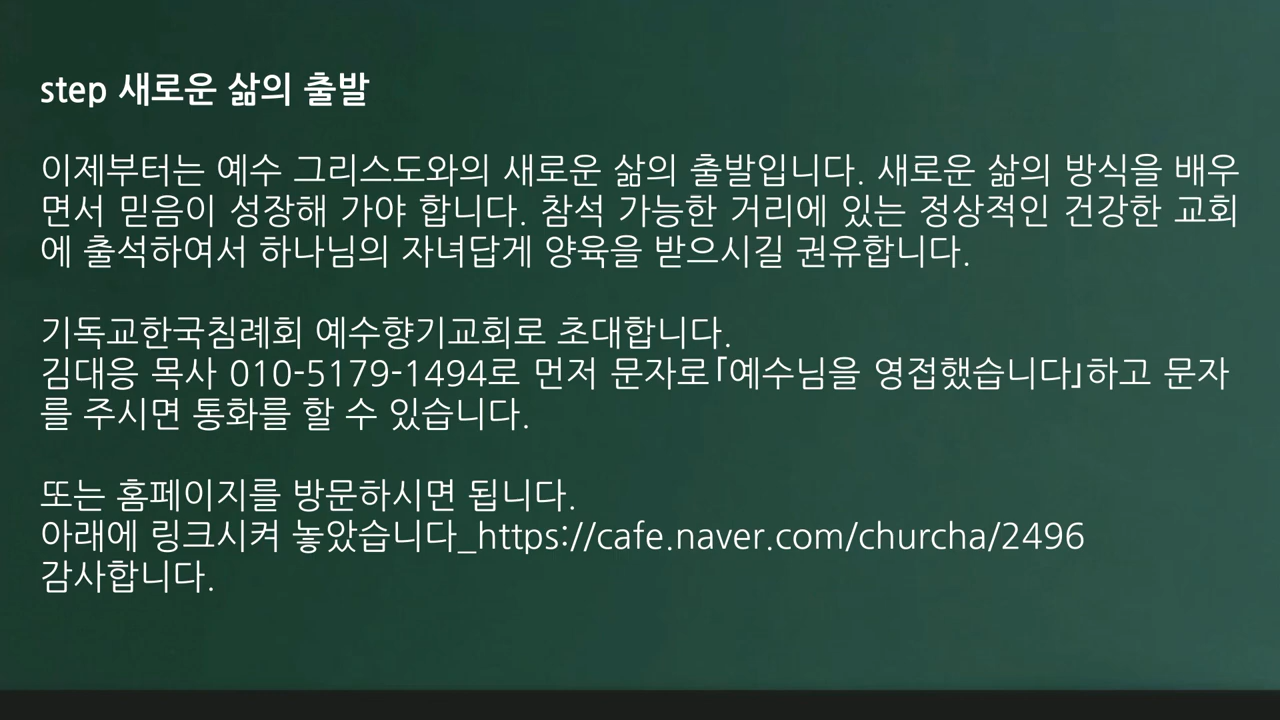 step 새로운 삶의 출발
이제부터는 예수 그리스도와의 새로운 삶의 출발입니다. 새로운 삶의 방식을 배우
면서 믿음이 성장해 가야 합니다. 참석 가능한 거리에 있는 정상적인 건강한 교회
에 출석하여서 하나님의 자녀답게 양육을 받으시길 권유합니다.
기독교한국침례회 예수향기교회로 초대합니다.
김대응 목사 010-5179-1494로 먼저 문자로「예수님을 영접했습니다」하고 문자
를 주시면 통화를 할 수 있습니다.
또는 홈페이지를 방문하시면 됩니다.
아래에 링크시켜 놓았습니다_https://cafe.naver.com/churcha/2496
감사합니다.